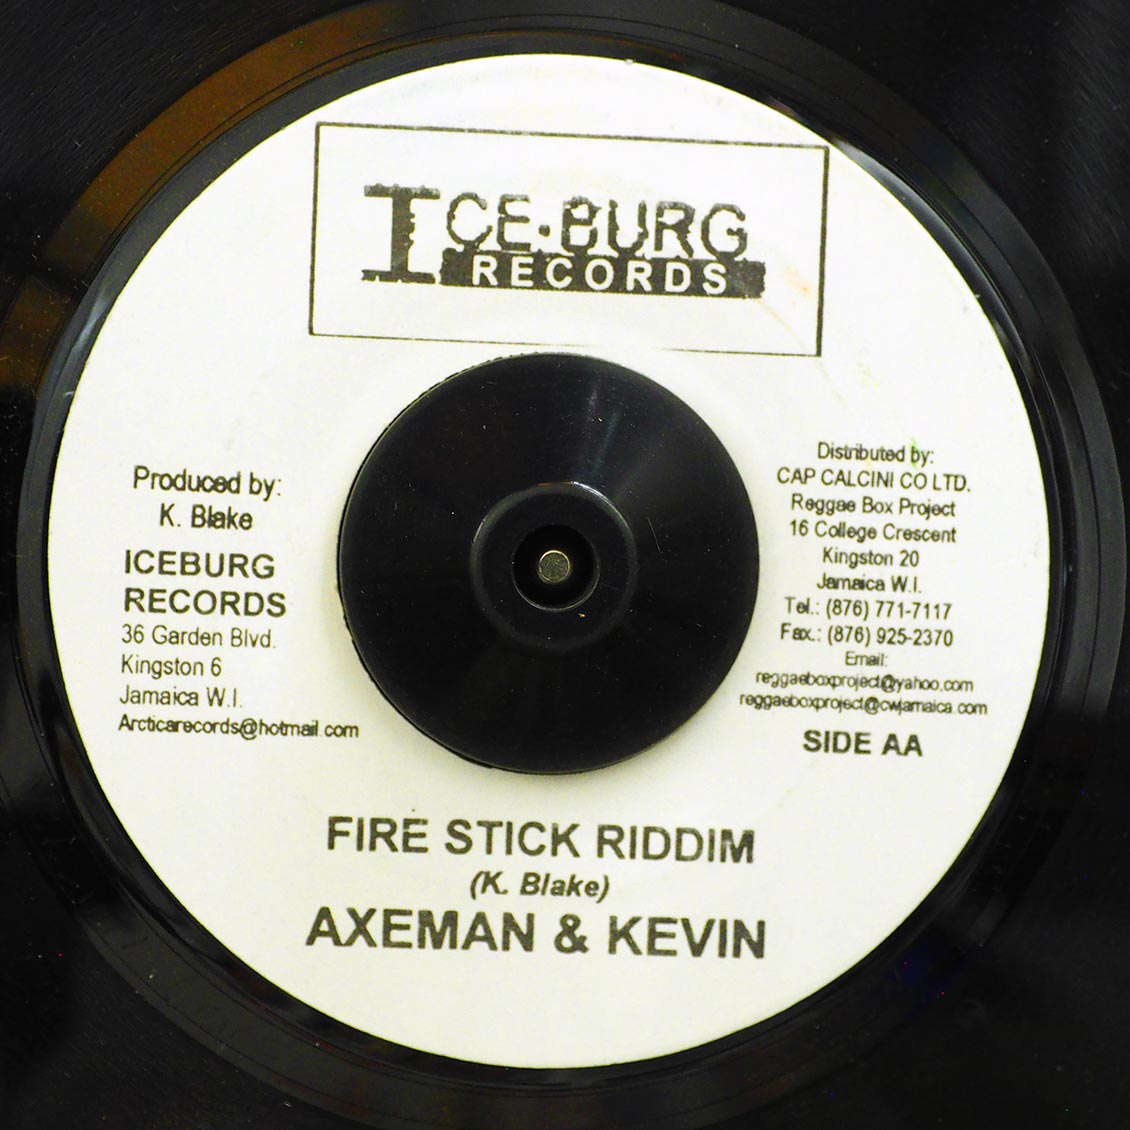 ICE·BURG
RECORDS
Produced by:
K. Blake
ICEBURG
RECORDS
36 Garden Blvd.
Kingston 6
Jamaica W.I.
Arcticarecords@hotmail.com
Distributed by:
CAP CALCINI CO LTD.
Reggae Box Project
16 College Crescent
Kingston 20
Jamaica W.I.
Tel.: (876) 771-7117
Fax.: (876) 925-2370
Email:
reggaeboxproject@yahoo.com
reggaeboxproject@cwjamaica.com
SIDE AA
FIRE STICK RIDDIM
(K. Blake)
AXEMAN & KEVIN